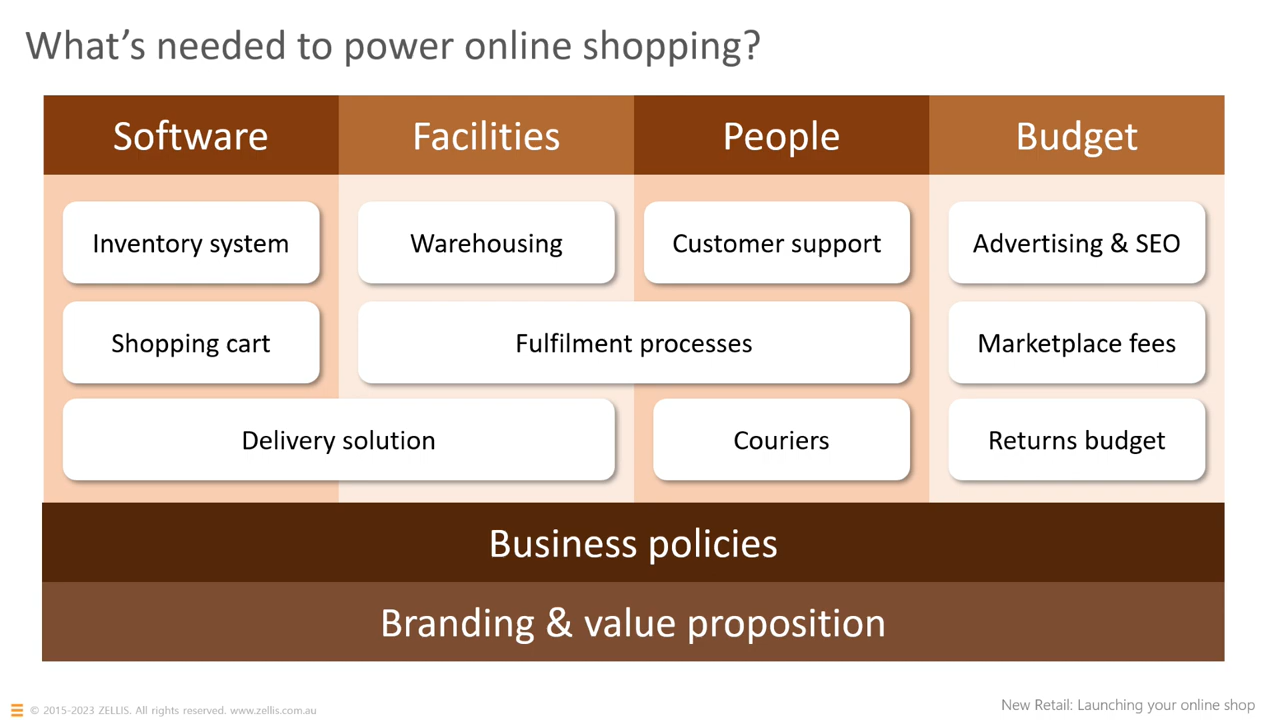 What's needed to power online shopping?
Software
Facilities
People
Budget
Inventory system
Warehousing
Customer support
Advertising & SEO
Shopping cart
Fulfilment processes
Marketplace fees
Delivery solution
Couriers
Returns budget
Business policies
Branding & value proposition
© 2015-2023 ZELLIS. All rights reserved. www.zellis.com.au
New Retail: Launching your online shop